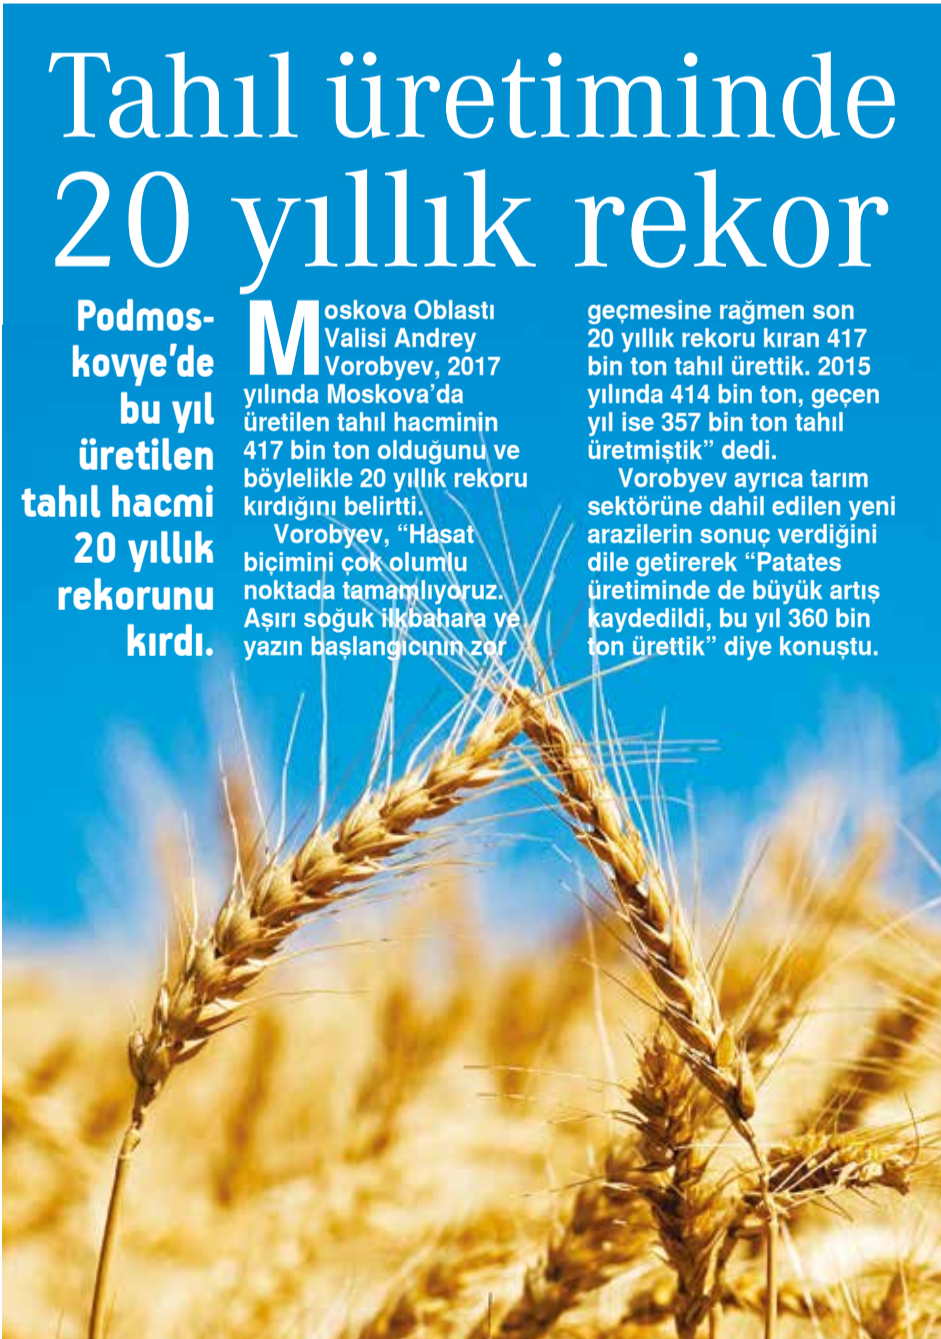 Tahıl üretiminde
20 yıllık rekor
Podmos-
kovye’de
bu yıl
üretilen
tahıl hacmi
20 yıllık
rekorunu
kırdı.
Moskova Oblastı
Valisi Andrey
Vorobyev, 2017
yılında Moskova’da
üretilen tahıl hacminin
417 bin ton olduğunu ve
böylelikle 20 yıllık rekoru
kırdığını belirtti.
Vorobyev, “Hasat
biçimini çok olumlu
noktada tamamlıyoruz.
Aşırı soğuk ilkbahara ve
yazın başlangıcının zor
geçmesine rağmen son
20 yıllık rekoru kıran 417
bin ton tahıl ürettik. 2015
yılında 414 bin ton, geçen
yıl ise 357 bin ton tahıl
üretmiştik” dedi.
Vorobyev ayrıca tarım
sektörüne dahil edilen yeni
arazilerin sonuç verdiğini
dile getirerek “Patates
üretiminde de büyük artış
kaydedildi, bu yıl 360 bin
ton ürettik” diye konuştu.